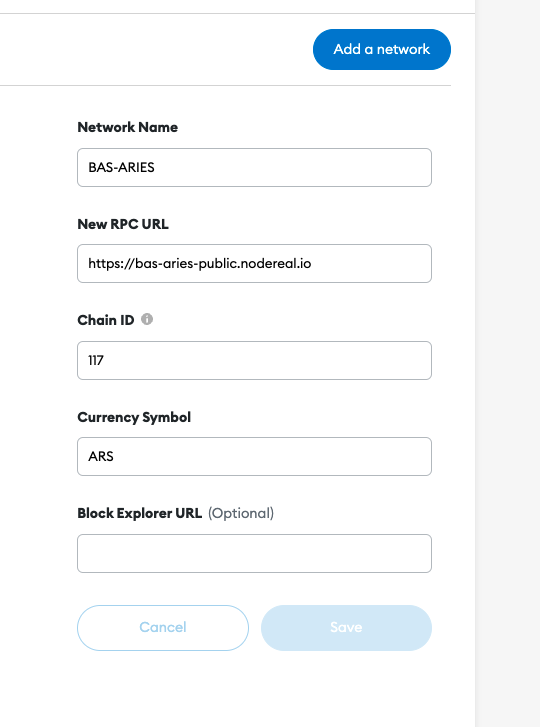 Add a network
Network Name
BAS-ARIES
New RPC URL
https://bas-aries-public.nodereal.io
Chain ID
117
Currency Symbol
ARS
Block Explorer URL (Optional)
Cancel
Save